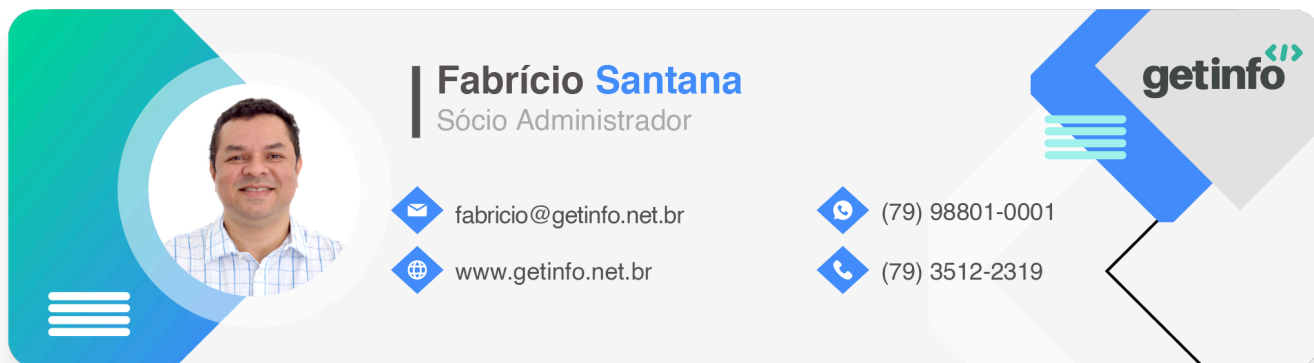 Fabrício Santana
Sócio Administrador
fabricio@getinfo.net.br
www.getinfo.net.br
(79) 98801-0001
(79) 3512-2319
getinfo
</>